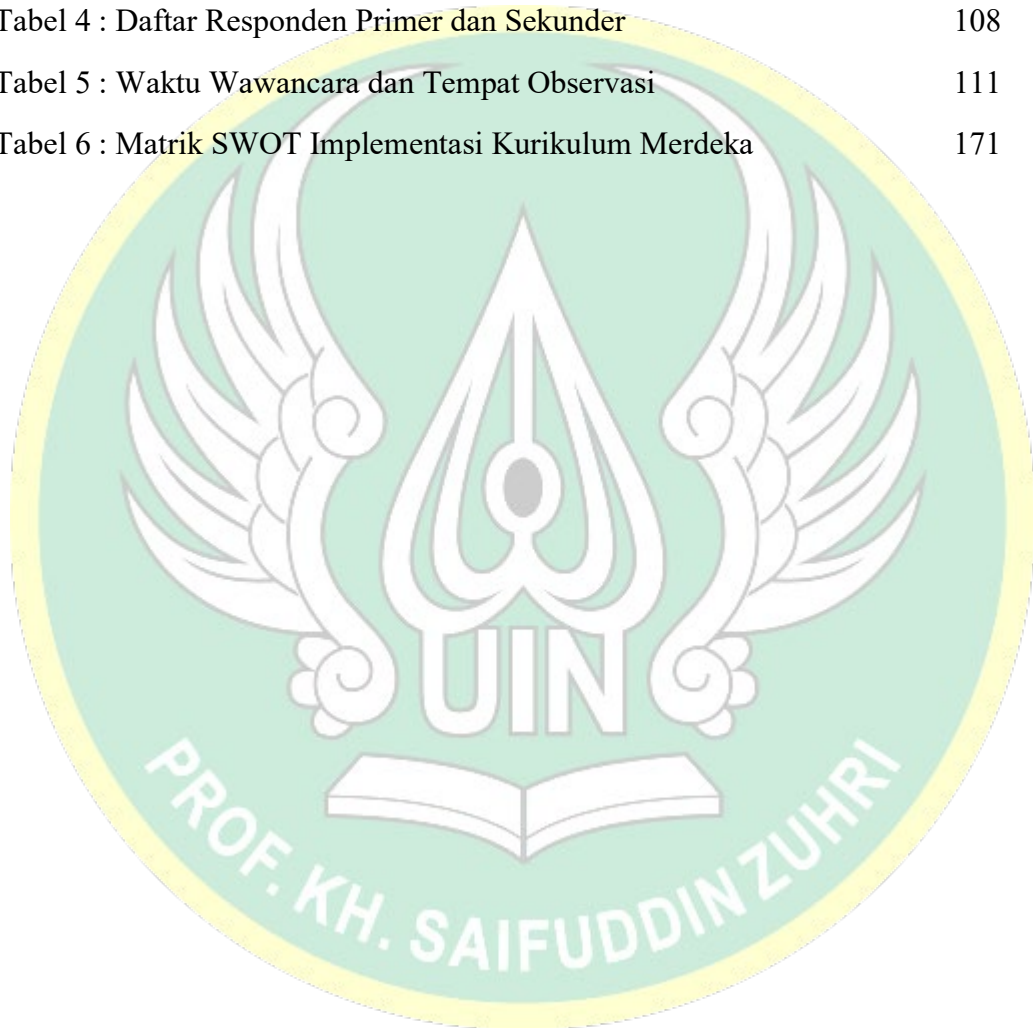 Tabel 4 : Daftar Responden Primer dan Sekunder 108
Tabel 5 : Waktu Wawancara dan Tempat Observasi 111
Tabel 6 : Matrik SWOT Implementasi Kurikulum Merdeka 171
UIN
PROF. KH. SAIFUDDIN ZUHRI